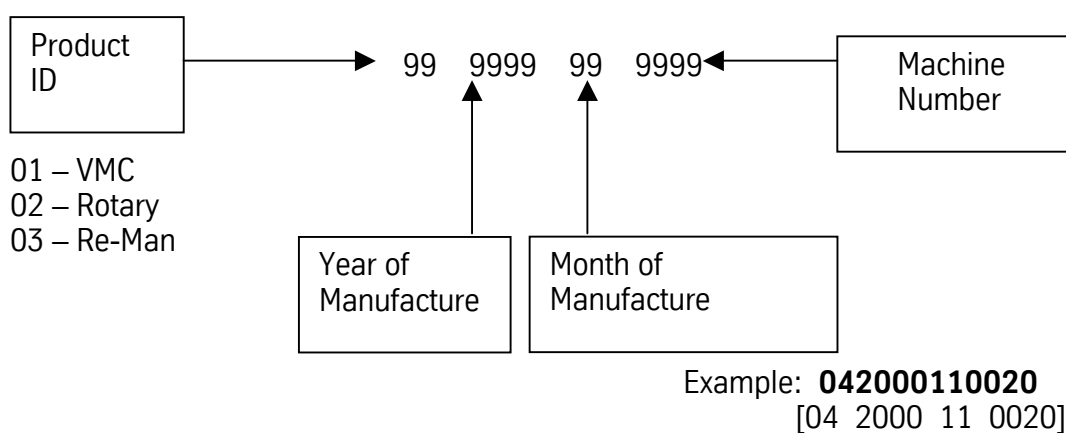 Product
ID
99 9999 99 9999
Machine
Number
01 – VMC
02 – Rotary
03 – Re-Man
Year of
Manufacture
Month of
Manufacture
Example: 042000110020
[04 2000 11 0020]